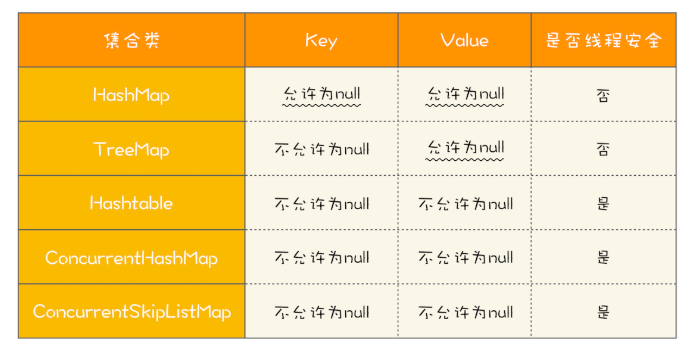 集合类 Key Value 是否线程安全
HashMap 允许为null 允许为null 否
TreeMap 不允许为null 允许为null 否
Hashtable 不允许为null 不允许为null 是
ConcurrentHashMap 不允许为null 不允许为null 是
ConcurrentSkipListMap 不允许为null 不允许为null 是